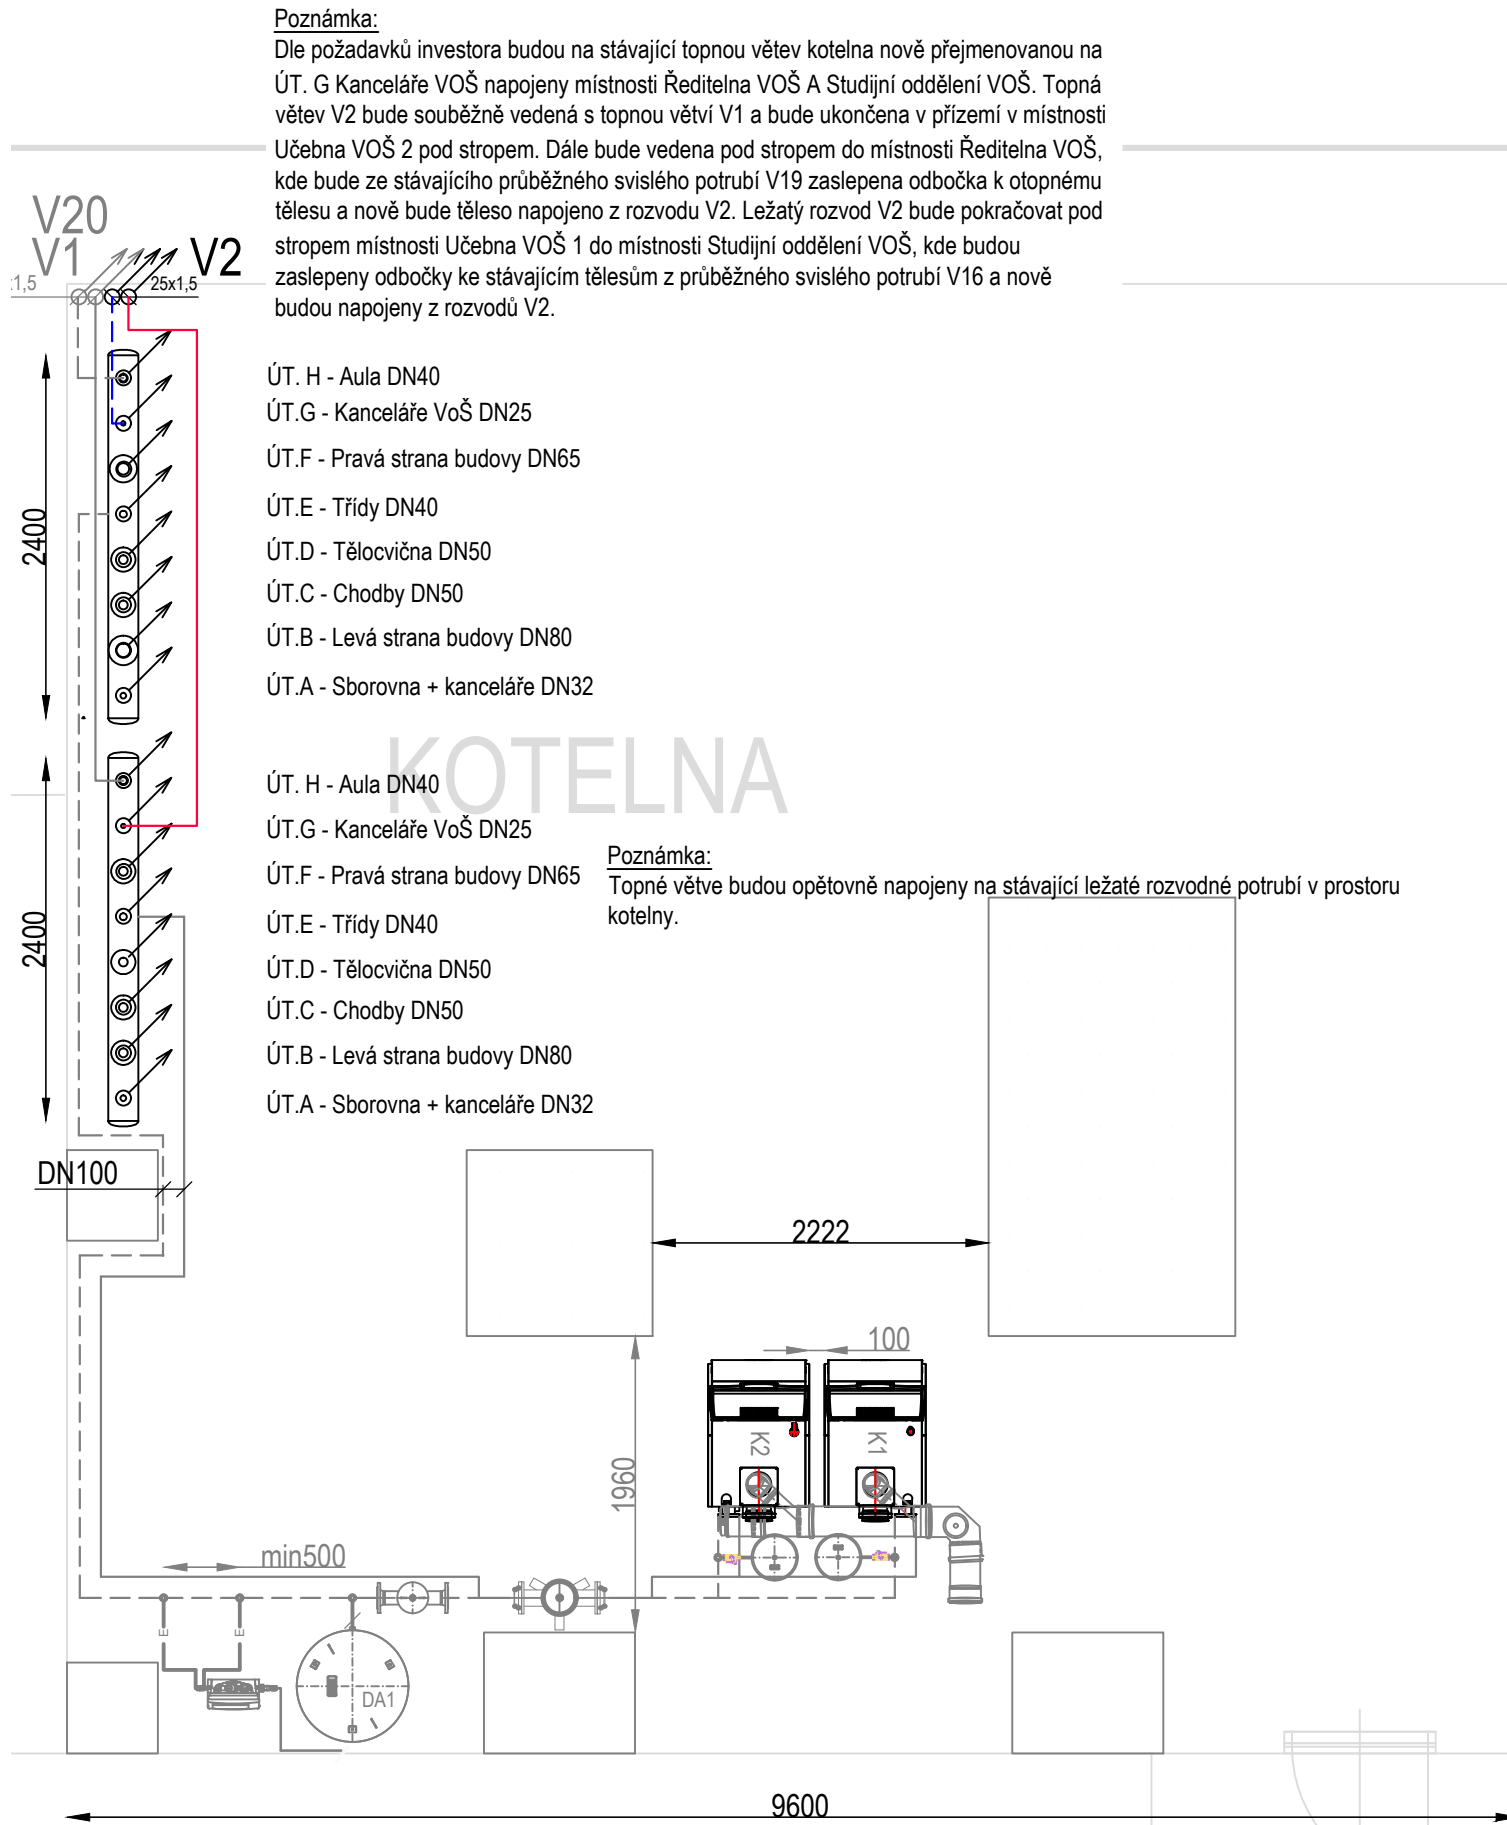 Poznámka:
Dle požadavků investora budou na stávající topnou větev kotelna nově přejmenovanou na
ÚT. G Kanceláře VOŠ napojeny místnosti Ředitelna VOŠ A Studijní oddělení VOŠ. Topná
větev V2 bude souběžně vedená s topnou větví V1 a bude ukončena v přízemí v místnosti
Učebna VOŠ 2 pod stropem. Dále bude vedena pod stropem do místnosti Ředitelna VOŠ,
kde bude ze stávajícího průběžného svislého potrubí V19 zaslepena odbočka k otopnému
tělesu a nově bude těleso napojeno z rozvodu V2. Ležatý rozvod V2 bude pokračovat pod
stropem místnosti Učebna VOŠ 1 do místnosti Studijní oddělení VOŠ, kde budou
zaslepeny odbočky ke stávajícím tělesům z průběžného svislého potrubí V16 a nově
budou napojeny z rozvodů V2.
V20
V1
V2
1,5
25x1,5
ÚT. H - Aula DN40
ÚT.G - Kanceláře VoŠ DN25
ÚT.F - Pravá strana budovy DN65
ÚT.E - Třídy DN40
2400
ÚT.D - Tělocvična DN50
ÚT.C - Chodby DN50
ÚT.B - Levá strana budovy DN80
ÚT.A - Sborovna + kanceláře DN32
KOTELNA
ÚT. H - Aula DN40
ÚT.G - Kanceláře VoŠ DN25
ÚT.F - Pravá strana budovy DN65
ÚT.E - Třídy DN40
2400
ÚT.D - Tělocvična DN50
ÚT.C - Chodby DN50
ÚT.B - Levá strana budovy DN80
ÚT.A - Sborovna + kanceláře DN32
Poznámka:
Topné větve budou opětovně napojeny na stávající ležaté rozvodné potrubí v prostoru
kotelny.
DN100
2222
100
K2
K1
1960
min500
DA1
9600